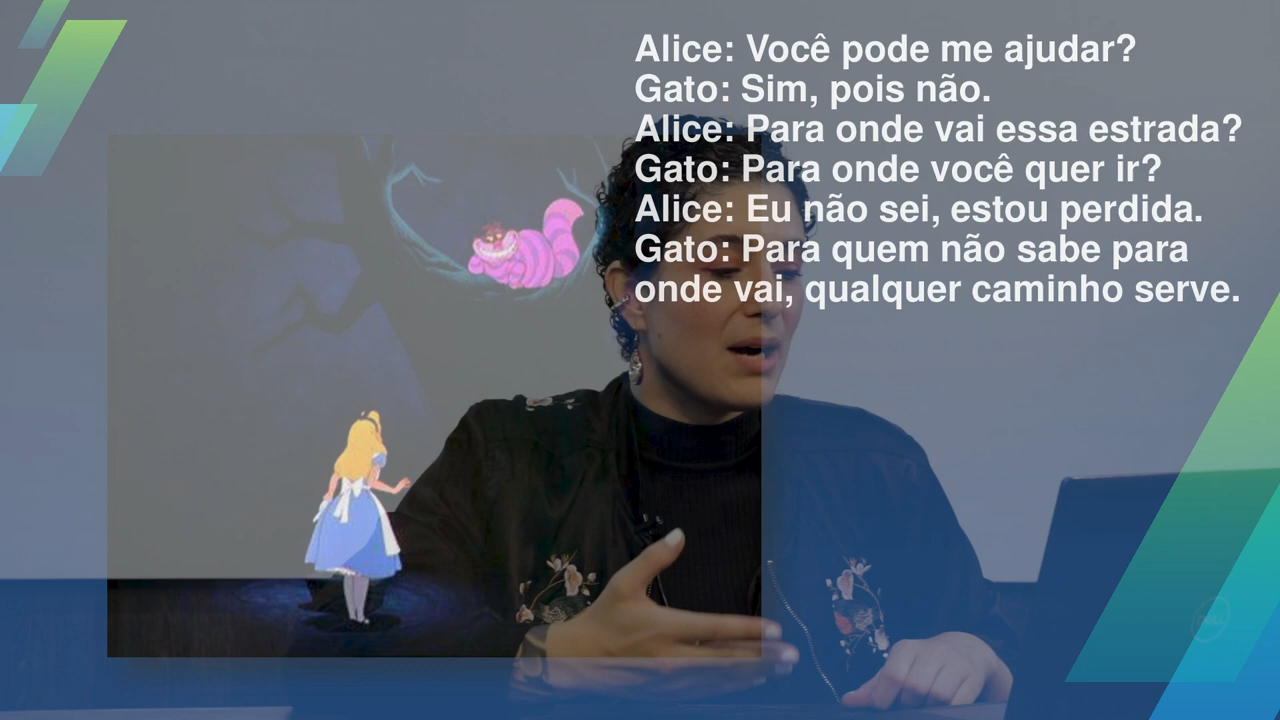 Alice: Você pode me ajudar?
Gato: Sim, pois não.
Alice: Para onde vai essa estrada?
Gato: Para onde você quer ir?
Alice: Eu não sei, estou perdida.
Gato: Para quem não sabe para
onde vai, qualquer caminho serve.